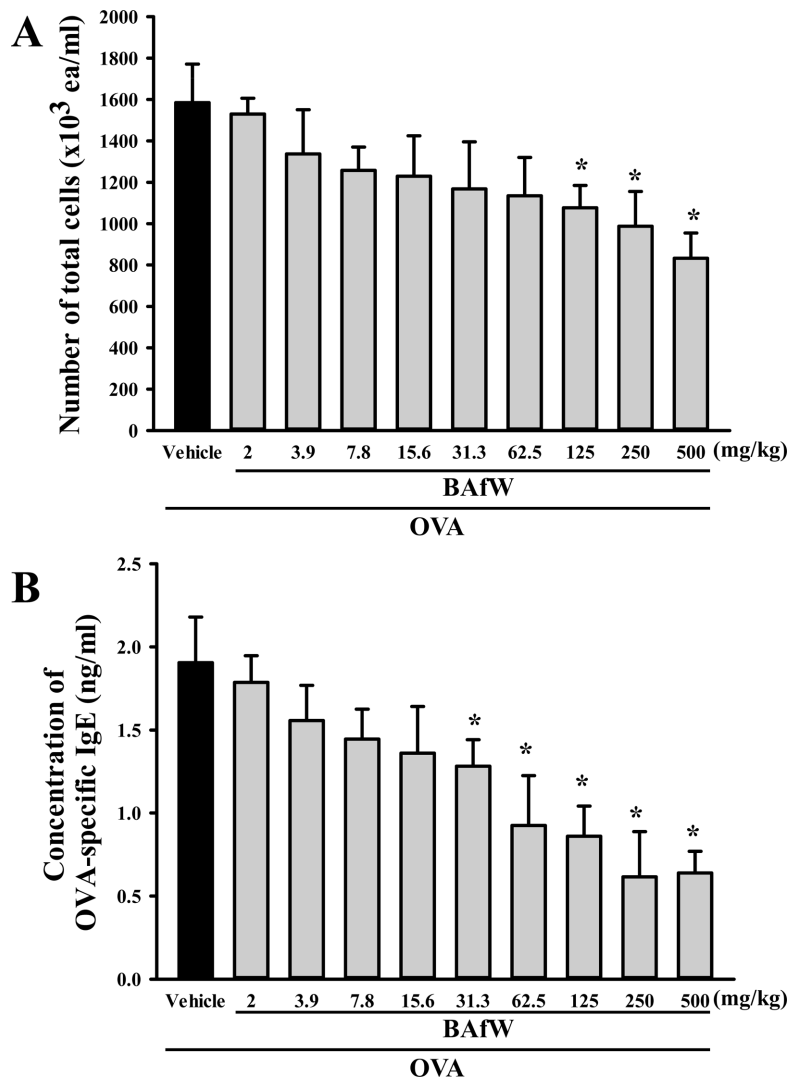 A
Number of total cells (x10³ ea/ml)
2000
1800
1600
1400
1200
1000
800
600
400
200
0
* * *
Vehicle 2 3.9 7.8 15.6 31.3 62.5 125 250 500 (mg/kg)
BAfW
OVA
B
Concentration of
OVA-specific IgE (ng/ml)
2.5
2.0
1.5
1.0
0.5
0.0
* * * * *
Vehicle 2 3.9 7.8 15.6 31.3 62.5 125 250 500 (mg/kg)
BAfW
OVA